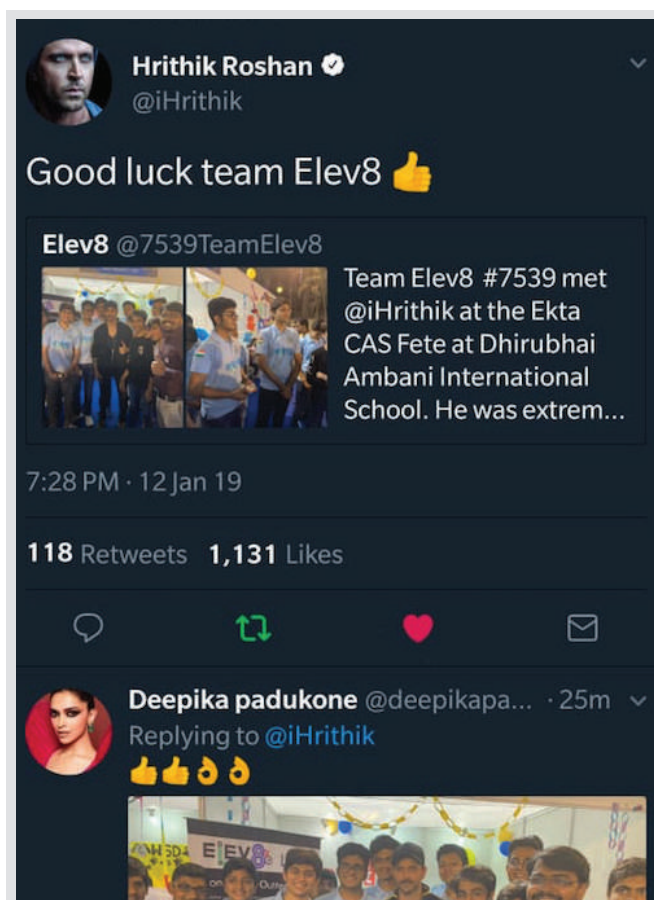 Hrithik Roshan
@iHrithik
Good luck team Elev8 👍
Elev8 @7539TeamElev8
Team Elev8 #7539 met
@iHrithik at the Ekta
CAS Fete at Dhirubhai
Ambani International
School. He was extrem...
7:28 PM · 12 Jan 19
118 Retweets 1,131 Likes
Deepika padukone @deepikapa... · 25m
Replying to @iHrithik
👍👍👌👌
ELEV8